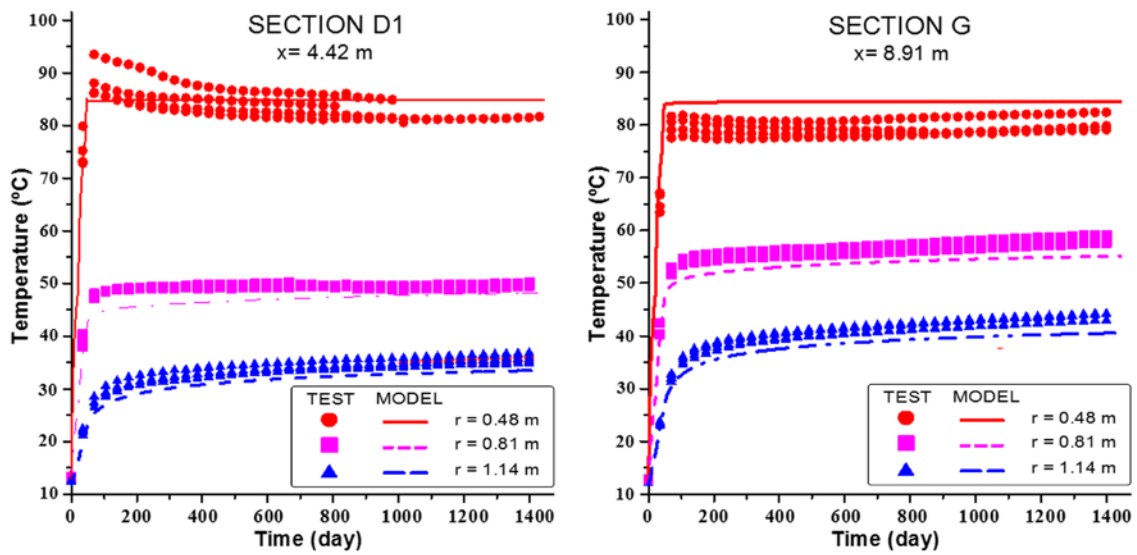 SECTION D1
x= 4.42 m
Temperature (ºC)
100
90
80
70
60
50
40
30
20
10
0
200
400
600
800
1000
1200
1400
Time (day)
TEST MODEL
r = 0.48 m
r = 0.81 m
r = 1.14 m
SECTION G
x= 8.91 m
Temperature (ºC)
100
90
80
70
60
50
40
30
20
10
0
200
400
600
800
1000
1200
1400
Time (day)
TEST MODEL
r = 0.48 m
r = 0.81 m
r = 1.14 m